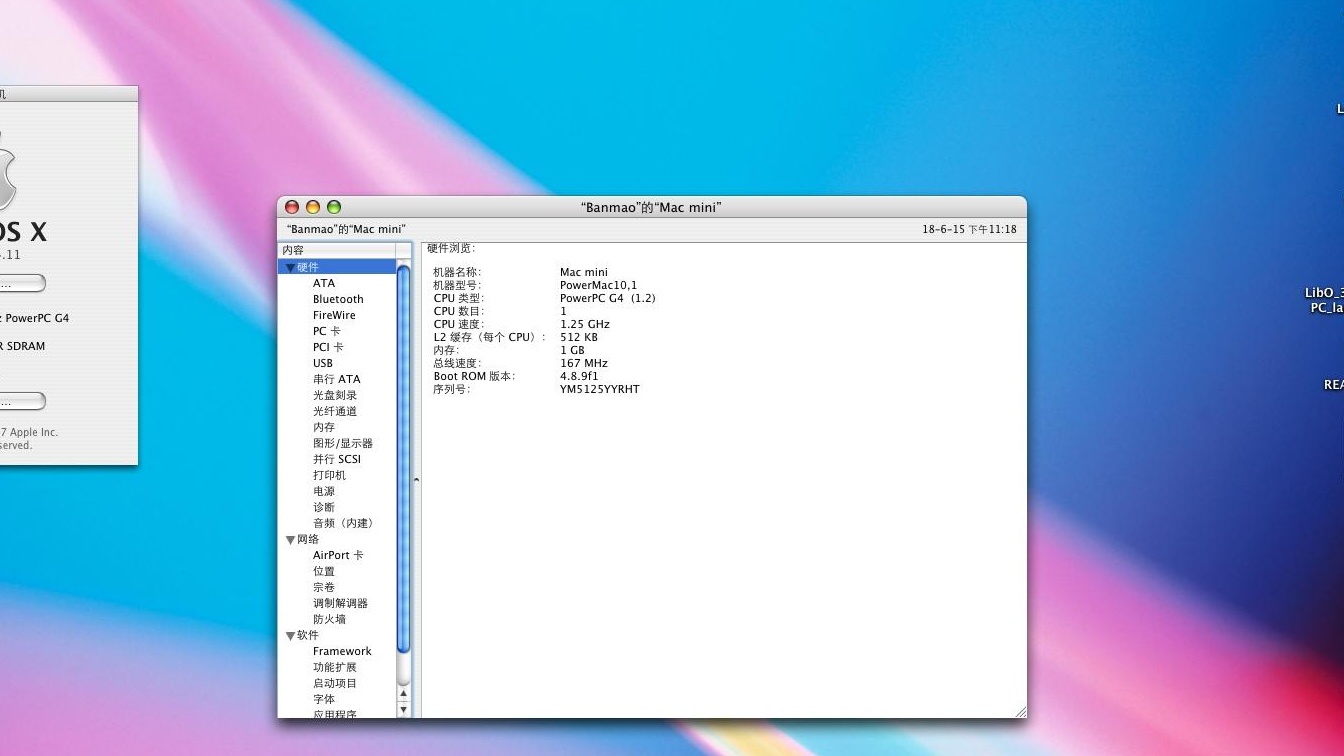 机
OS X
.11
...
PowerPC G4
SDRAM
...
7 Apple Inc.
served.
“Banmao”的“Mac mini”
“Banmao”的“Mac mini”
18-6-15 下午11:18
内容
硬件
ATA
Bluetooth
FireWire
PC 卡
PCI 卡
USB
串行 ATA
光盘刻录
光纤通道
内存
图形/显示器
并行 SCSI
打印机
电源
诊断
音频（内建）
网络
AirPort 卡
位置
宗卷
调制解调器
防火墙
软件
Framework
功能扩展
启动项目
字体
应用程序
硬件浏览：
机器名称： Mac mini
机器型号： PowerMac10,1
CPU 类型： PowerPC G4 (1.2)
CPU 数目： 1
CPU 速度： 1.25 GHz
L2 缓存（每个 CPU）： 512 KB
内存： 1 GB
总线速度： 167 MHz
Boot ROM 版本： 4.8.9f1
序列号： YM5125YYRHT
LibO_3
PC_la
REA